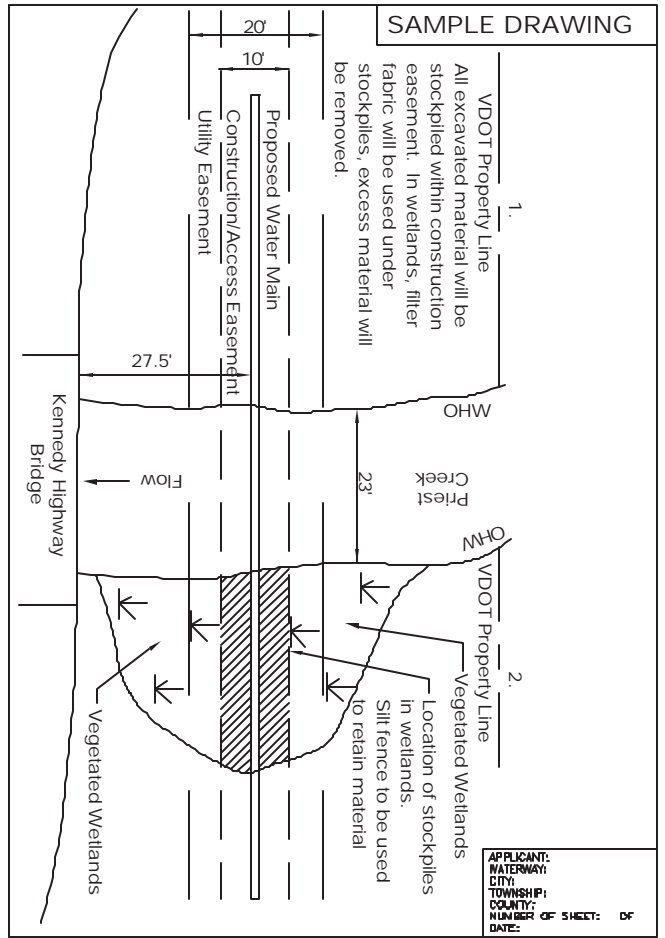 SAMPLE DRAWING
20'
10'
1.
VDOT Property Line
All excavated material will be
stockpiled within construction
easement. In wetlands, filter
fabric will be used under
stockpiles, excess material will
be removed.
Proposed Water Main
Construction/Access Easement
Utility Easement
27.5'
OHW
Kennedy Highway
Bridge
Flow
23'
Priest
Creek
OHW
2.
VDOT Property Line
Vegetated Wetlands
Location of stockpiles
in wetlands.
Silt fence to be used
to retain material
Vegetated Wetlands
APPLICANT:
WATERWAY:
CITY:
TOWNSHIP:
COUNTY:
NUMBER OF SHEET: OF
DATE: